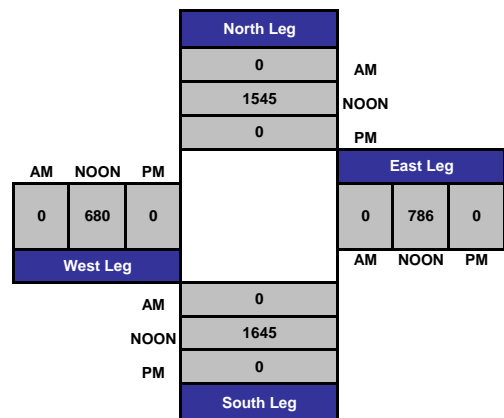 North Leg
0 AM
1545 NOON
0 PM
AM NOON PM East Leg
0 680 0 0 786 0
West Leg AM NOON PM
AM 0
NOON 1645
PM 0
South Leg